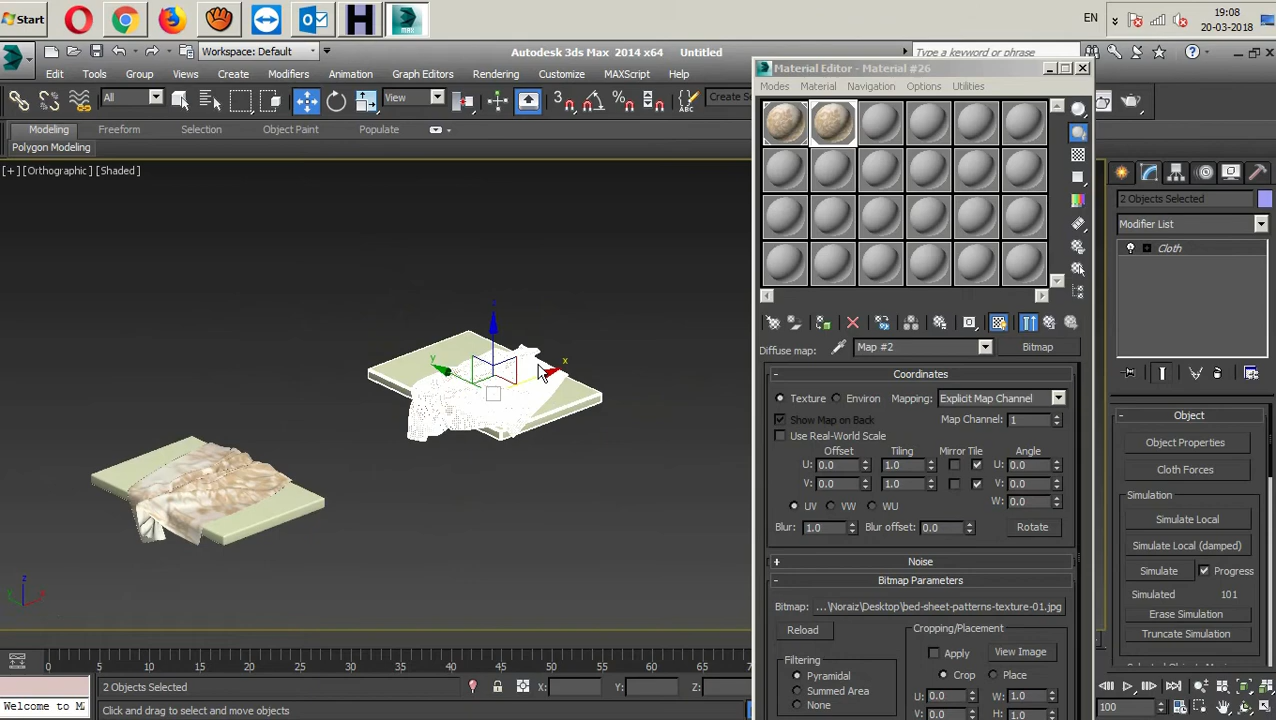 Start
EN
19:08
20-03-2018
Workspace: Default
Autodesk 3ds Max 2014 x64    Untitled
Type a keyword or phrase
Edit Tools Group Views Create Modifiers Animation Graph Editors Rendering Customize MAXScript Help
All
View
Create Se
Modeling Freeform Selection Object Paint Populate
Polygon Modeling
[+] [Orthographic] [Shaded]
z
y
x
Material Editor - Material #26
Modes Material Navigation Options Utilities
Diffuse map: Map #2 Bitmap
- Coordinates
Texture Environ Mapping: Explicit Map Channel
Show Map on Back Map Channel: 1
Use Real-World Scale
Offset Tiling Mirror Tile Angle
U: 0.0 1.0 U: 0.0
V: 0.0 1.0 V: 0.0
W: 0.0
UV VW WU
Blur: 1.0 Blur offset: 0.0 Rotate
+ Noise
- Bitmap Parameters
Bitmap: ...\Noraiz\Desktop\bed-sheet-patterns-texture-01.jpg
Reload
Cropping/Placement
Apply View Image
Filtering
Pyramidal
Summed Area
None
Crop Place
U: 0.0 W: 1.0
V: 0.0 H: 1.0
2 Objects Selected
Modifier List
Cloth
- Object
Object Properties
Cloth Forces
Simulation
Simulate Local
Simulate Local (damped)
Simulate Progress
Simulated 101
Erase Simulation
Truncate Simulation
0 5 10 15 20 25 30 35 40 45 50 55 60 65 70 75
2 Objects Selected X: Y: Z:
Welcome to Ma
Click and drag to select and move objects
100